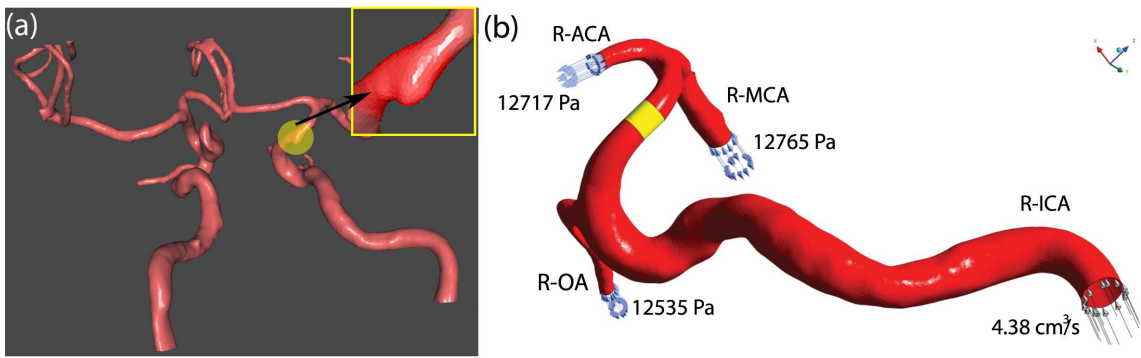 (a)
(b)
R-ACA
12717 Pa
R-MCA
12765 Pa
R-ICA
R-OA
12535 Pa
4.38 cm³/s